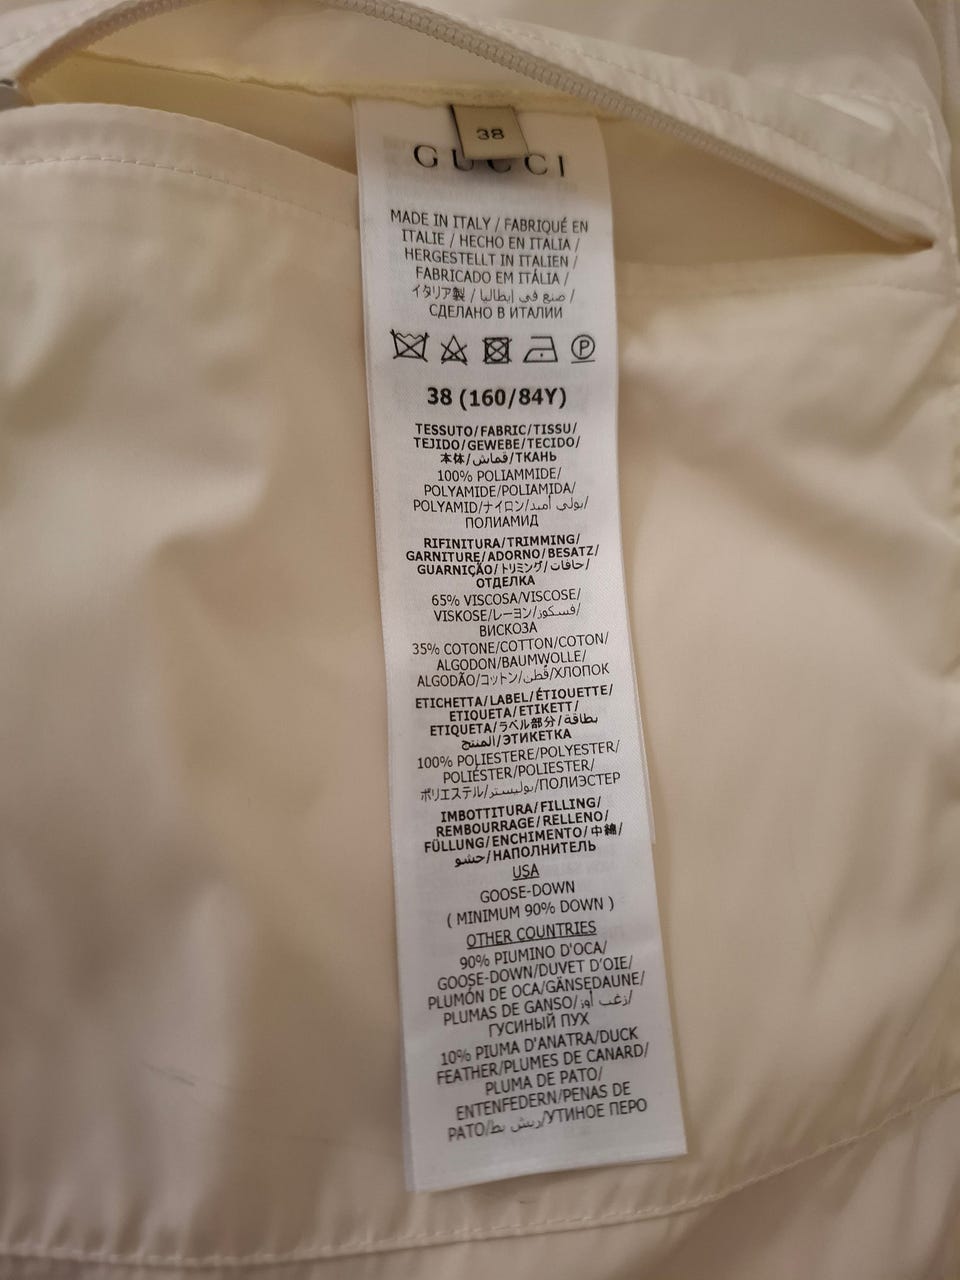 38
GUCCI
MADE IN ITALY / FABRIQUÉ EN
ITALIE / HECHO EN ITALIA /
HERGESTELLT IN ITALIEN /
FABRICADO EM ITÁLIA /
イタリア製 / صنع في إيطاليا /
СДЕЛАНО В ИТАЛИИ
P
38 (160/84Y)
TESSUTO/FABRIC/TISSU/
TEJIDO/GEWEBE/TECIDO/
本体/قماش/ТКАНЬ
100% POLIAMMIDE/
POLYAMIDE/POLIAMIDA/
POLYAMID/ナイロン/بولي أميد/
ПОЛИАМИД
RIFINITURA/TRIMMING/
GARNITURE/ADORNO/BESATZ/
GUARNIÇÃO/トリミング/حافات/
ОТДЕЛКА
65% VISCOSA/VISCOSE/
VISKOSE/レーヨン/فسكوز/
ВИСКОЗА
35% COTONE/COTTON/COTON/
ALGODON/BAUMWOLLE/
ALGODÃO/コットン/قطن/ХЛОПОК
ETICHETTA/LABEL/ÉTIQUETTE/
ETIQUETA/ETIKETT/
ETIQUETA/ラベル部分/بطاقة
المنتج/ЭТИКЕТКА
100% POLIESTERE/POLYESTER/
POLIÉSTER/POLIESTER/
ポリエステル/بوليستر/ПОЛИЭСТЕР
IMBOTTITURA/FILLING/
REMBOURRAGE/RELLENO/
FÜLLUNG/ENCHIMENTO/中綿/
حشو/НАПОЛНИТЕЛЬ
USA
GOOSE-DOWN
( MINIMUM 90% DOWN )
OTHER COUNTRIES
90% PIUMINO D'OCA/
GOOSE-DOWN/DUVET D'OIE/
PLUMÓN DE OCA/GÄNSEDAUNE/
PLUMAS DE GANSO/زغب أوز/
ГУСИНЫЙ ПУХ
10% PIUMA D'ANATRA/DUCK
FEATHER/PLUMES DE CANARD/
PLUMA DE PATO/
ENTENFEDERN/PENAS DE
PATO/ريش بط/УТИНОЕ ПЕРО